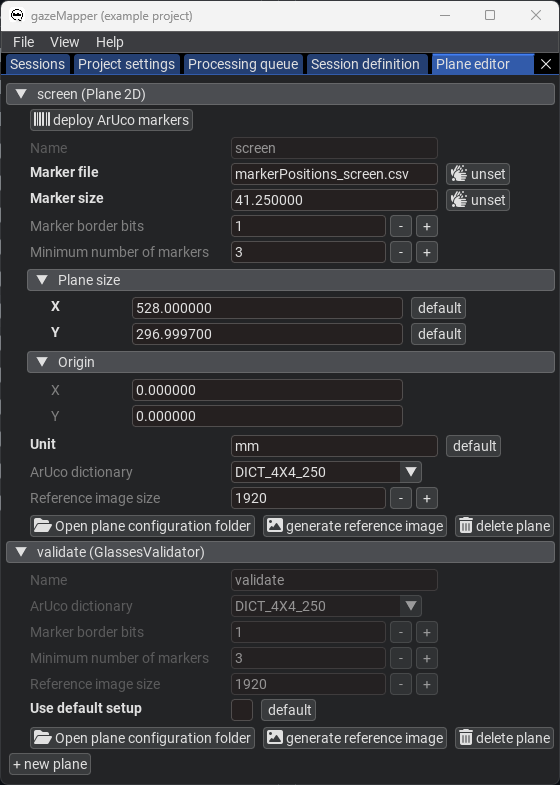 gazeMapper (example project)
File View Help
Sessions Project settings Processing queue Session definition Plane editor
screen (Plane 2D)
deploy ArUco markers
Name screen
Marker file markerPositions_screen.csv unset
Marker size 41.250000 unset
Marker border bits 1 - +
Minimum number of markers 3 - +
Plane size
X 528.000000 default
Y 296.999700 default
Origin
X 0.000000
Y 0.000000
Unit mm default
ArUco dictionary DICT_4X4_250
Reference image size 1920 - +
Open plane configuration folder generate reference image delete plane
validate (GlassesValidator)
Name validate
ArUco dictionary DICT_4X4_250
Marker border bits 1 - +
Minimum number of markers 3 - +
Reference image size 1920 - +
Use default setup default
Open plane configuration folder generate reference image delete plane
+ new plane